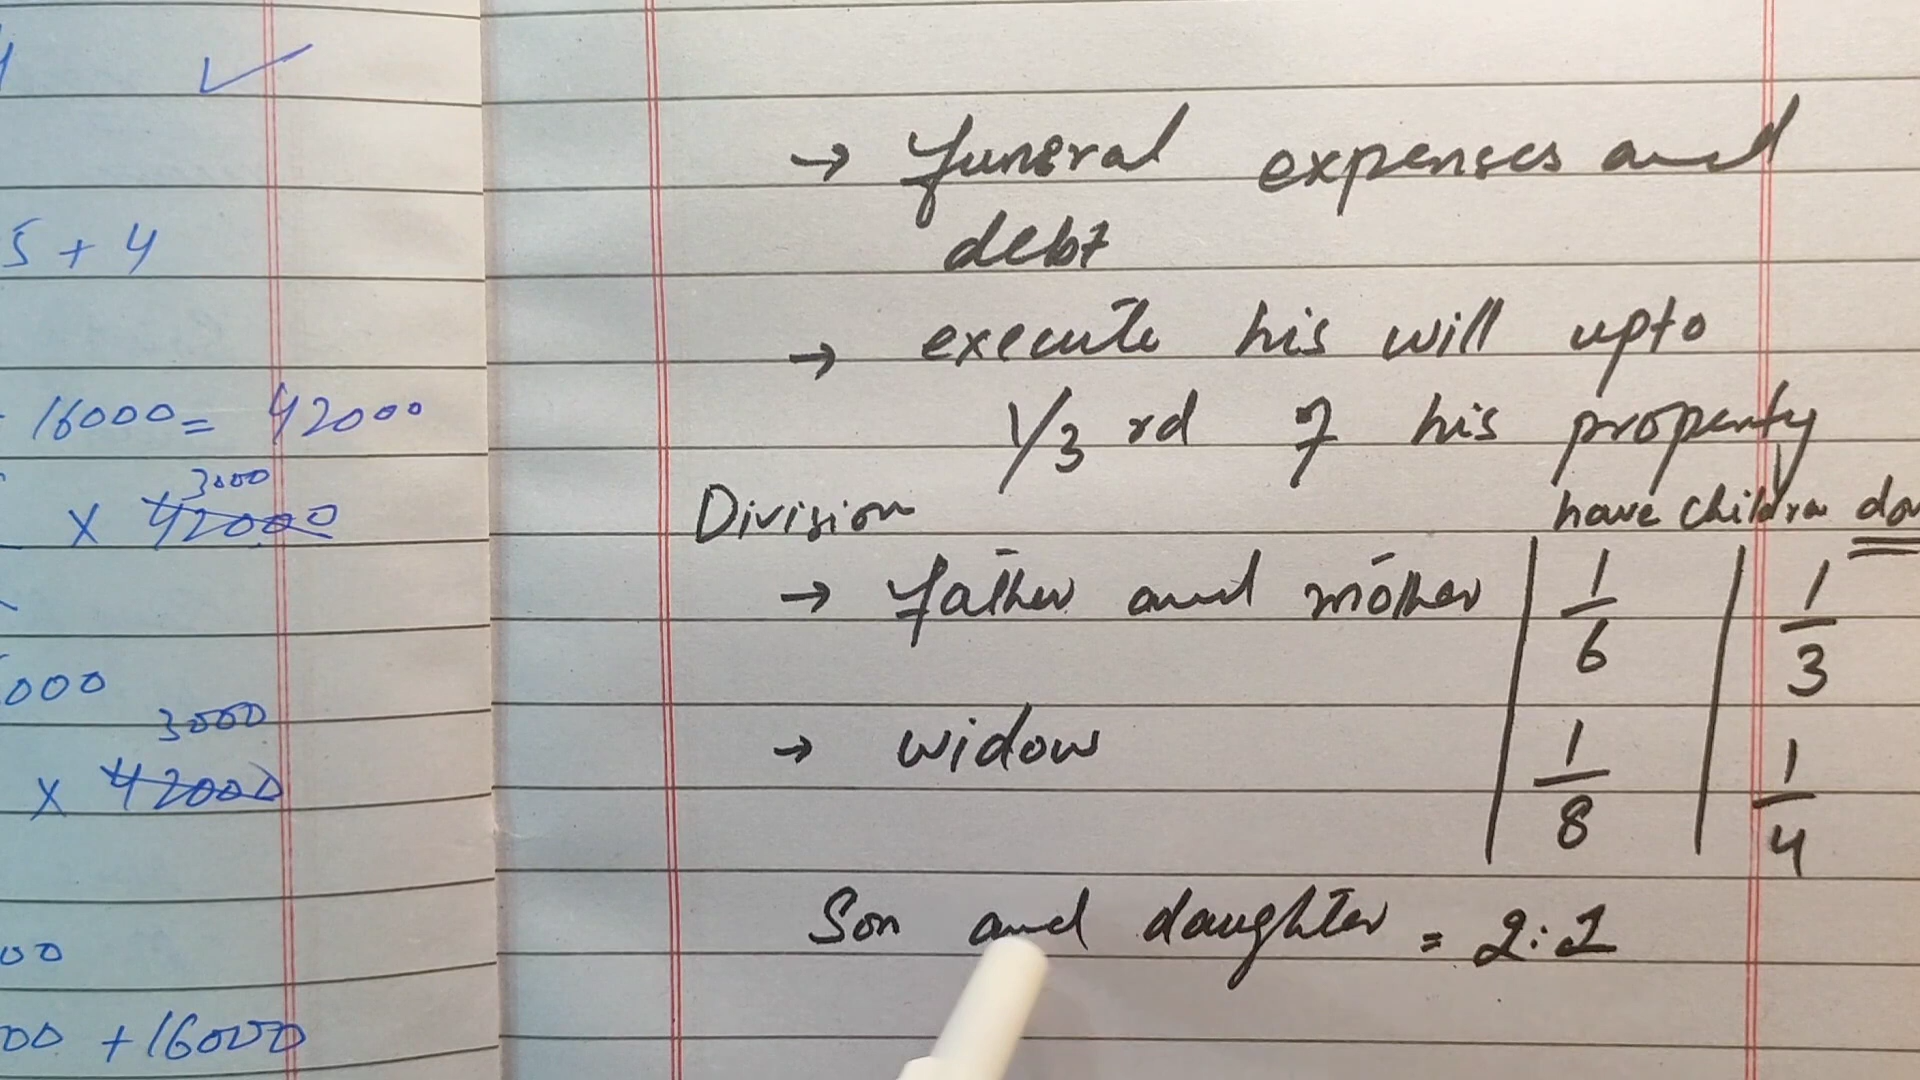 ✓
5 + 4
16000 = 42000
3000
x 42000
000
3000
x 42000
00
00 + 16000
→ funeral expenses and
debt
→ execute his will upto
1/3 rd of his property
Division have children
→ father and mother 1/6 1/3
→ widow 1/8 1/4
Son and daughter = 2:1